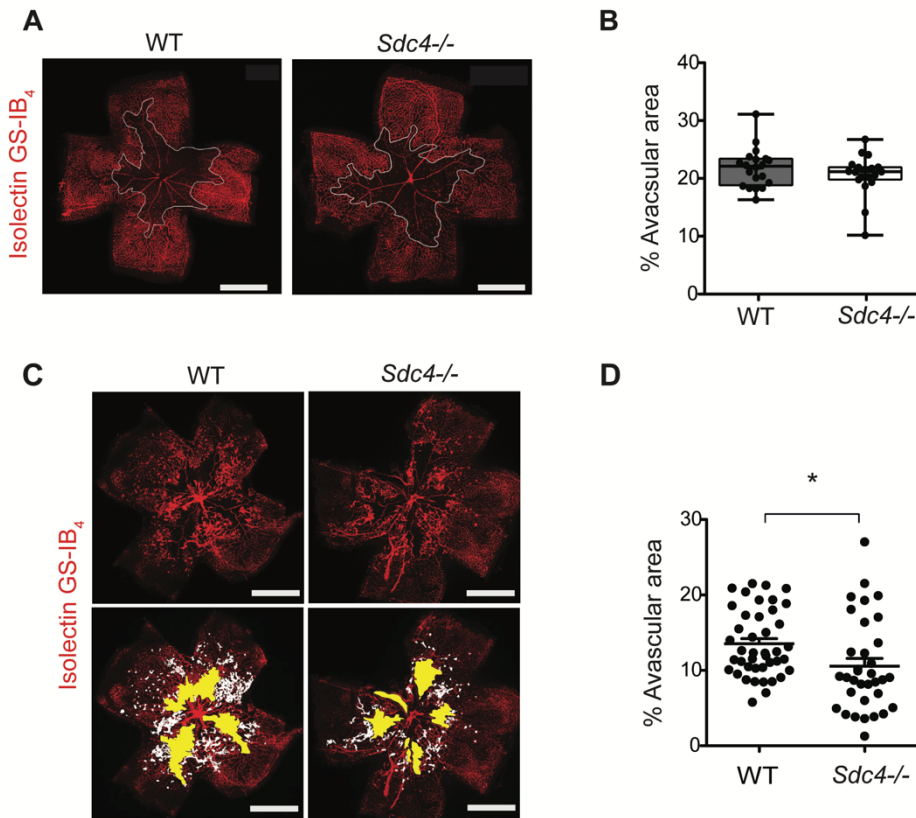 A
WT
Sdc4-/-
Isolectin GS-IB4
B
% Avacsular area
40
30
20
10
0
WT
Sdc4-/-
C
WT
Sdc4-/-
Isolectin GS-IB4
D
*
% Avascular area
30
20
10
0
WT
Sdc4-/-